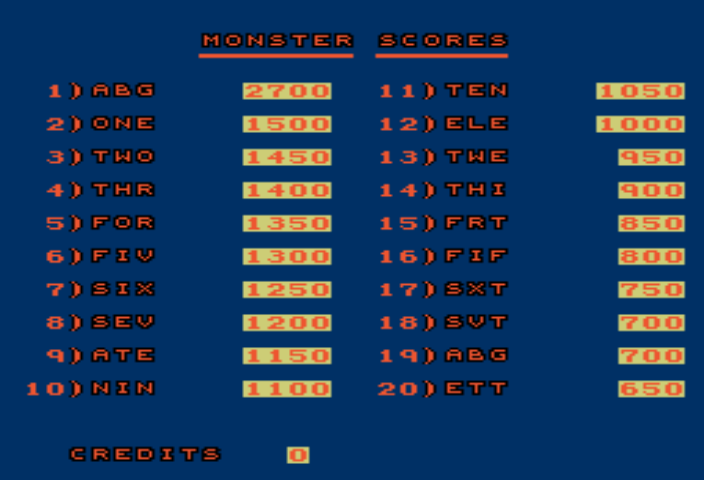 MONSTER SCORES
1) ABG 2700 11) TEN 1050
2) ONE 1500 12) ELE 1000
3) TWO 1450 13) TWE 950
4) THR 1400 14) THI 900
5) FOR 1350 15) FRT 850
6) FIV 1300 16) FIF 800
7) SIX 1250 17) SXT 750
8) SEV 1200 18) SVT 700
9) ATE 1150 19) ABG 700
10) NIN 1100 20) ETT 650
CREDITS 0